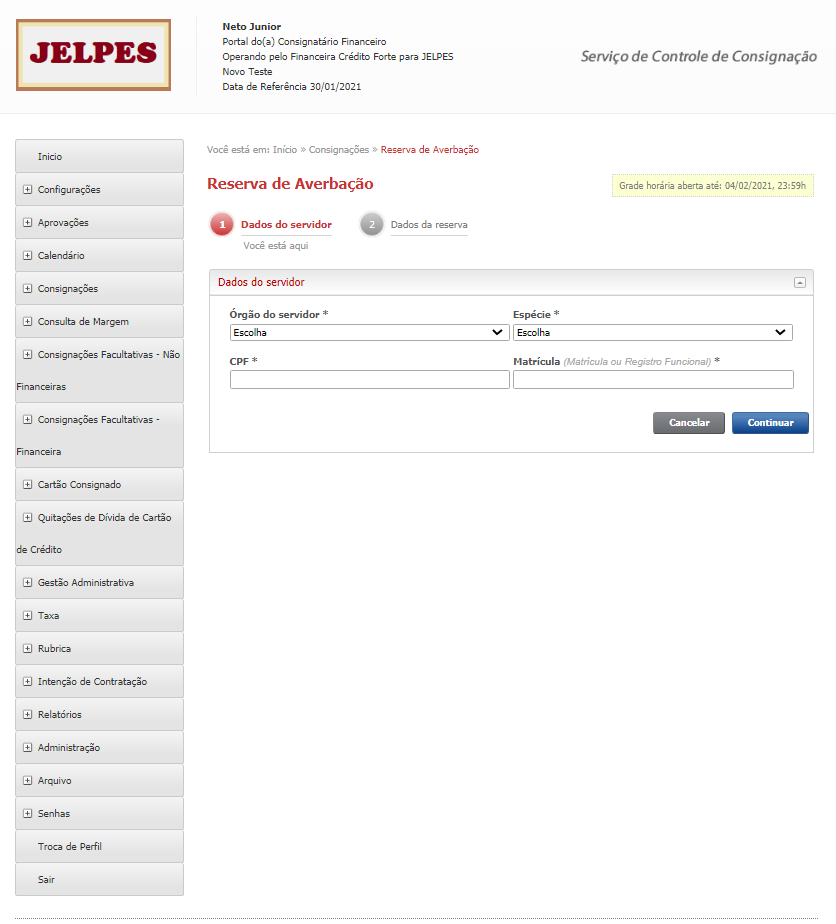 JELPES
Neto Junior
Portal do(a) Consignatário Financeiro
Operando pelo Financeira Crédito Forte para JELPES
Novo Teste
Data de Referência 30/01/2021
Serviço de Controle de Consignação
Inicio
Configurações
Aprovações
Calendário
Consignações
Consulta de Margem
Consignações Facultativas - Não
Financeiras
Consignações Facultativas -
Financeira
Cartão Consignado
Quitações de Dívida de Cartão
de Crédito
Gestão Administrativa
Taxa
Rubrica
Intenção de Contratação
Relatórios
Administração
Arquivo
Senhas
Troca de Perfil
Sair
Você está em: Início » Consignações » Reserva de Averbação
Reserva de Averbação
Grade horária aberta até: 04/02/2021, 23:59h
1 Dados do servidor
Você está aqui
2 Dados da reserva
Dados do servidor
Órgão do servidor * Espécie *
Escolha Escolha
CPF * Matrícula (Matrícula ou Registro Funcional) *
Cancelar Continuar